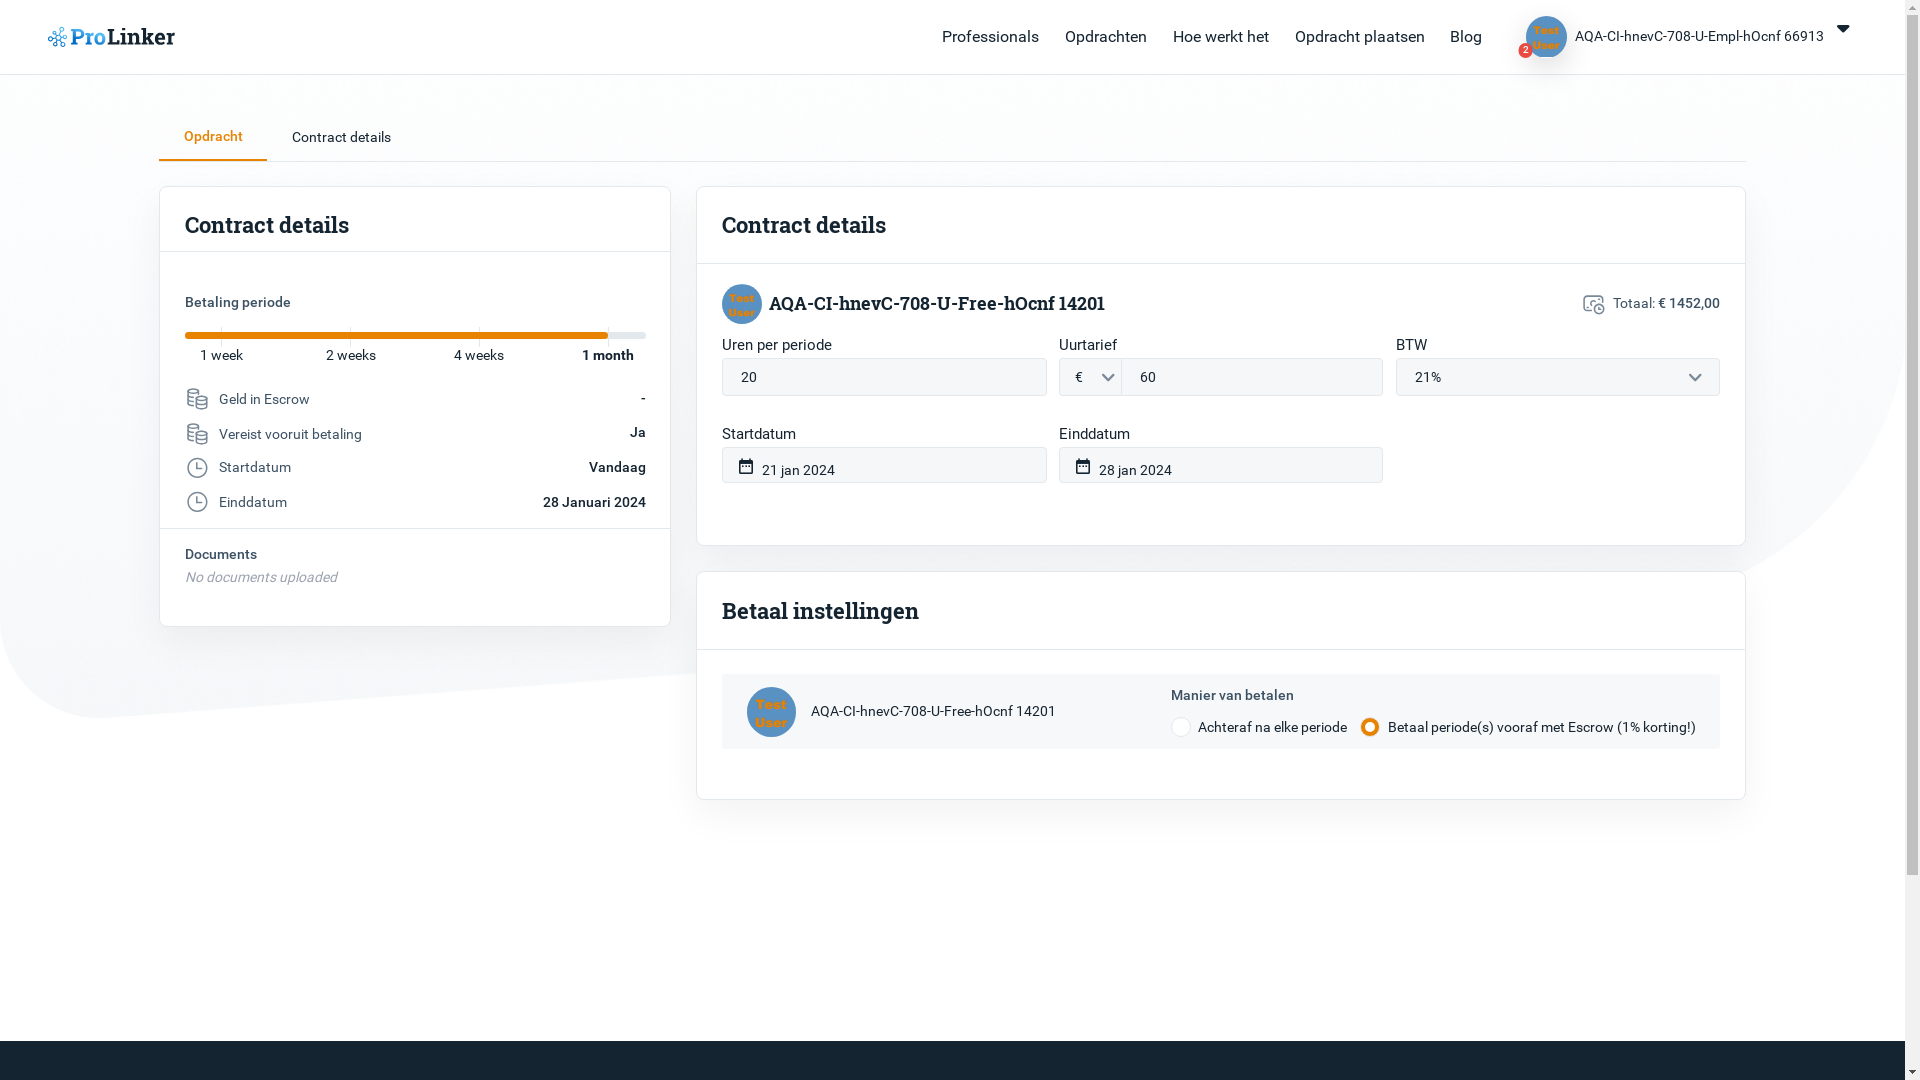 ProLinker
Professionals
Opdrachten
Hoe werkt het
Opdracht plaatsen
Blog
Test
User
2
AQA-CI-hnevC-708-U-Empl-hOcnf 66913
Opdracht
Contract details
Contract details
Betaling periode
1 week
2 weeks
4 weeks
1 month
Geld in Escrow
-
Vereist vooruit betaling
Ja
Startdatum
Vandaag
Einddatum
28 Januari 2024
Documents
No documents uploaded
Contract details
Test
User
AQA-CI-hnevC-708-U-Free-hOcnf 14201
Totaal: € 1452,00
Uren per periode
Uurtarief
BTW
20
€
60
21%
Startdatum
Einddatum
21 jan 2024
28 jan 2024
Betaal instellingen
Test
User
AQA-CI-hnevC-708-U-Free-hOcnf 14201
Manier van betalen
Achteraf na elke periode
Betaal periode(s) vooraf met Escrow (1% korting!)